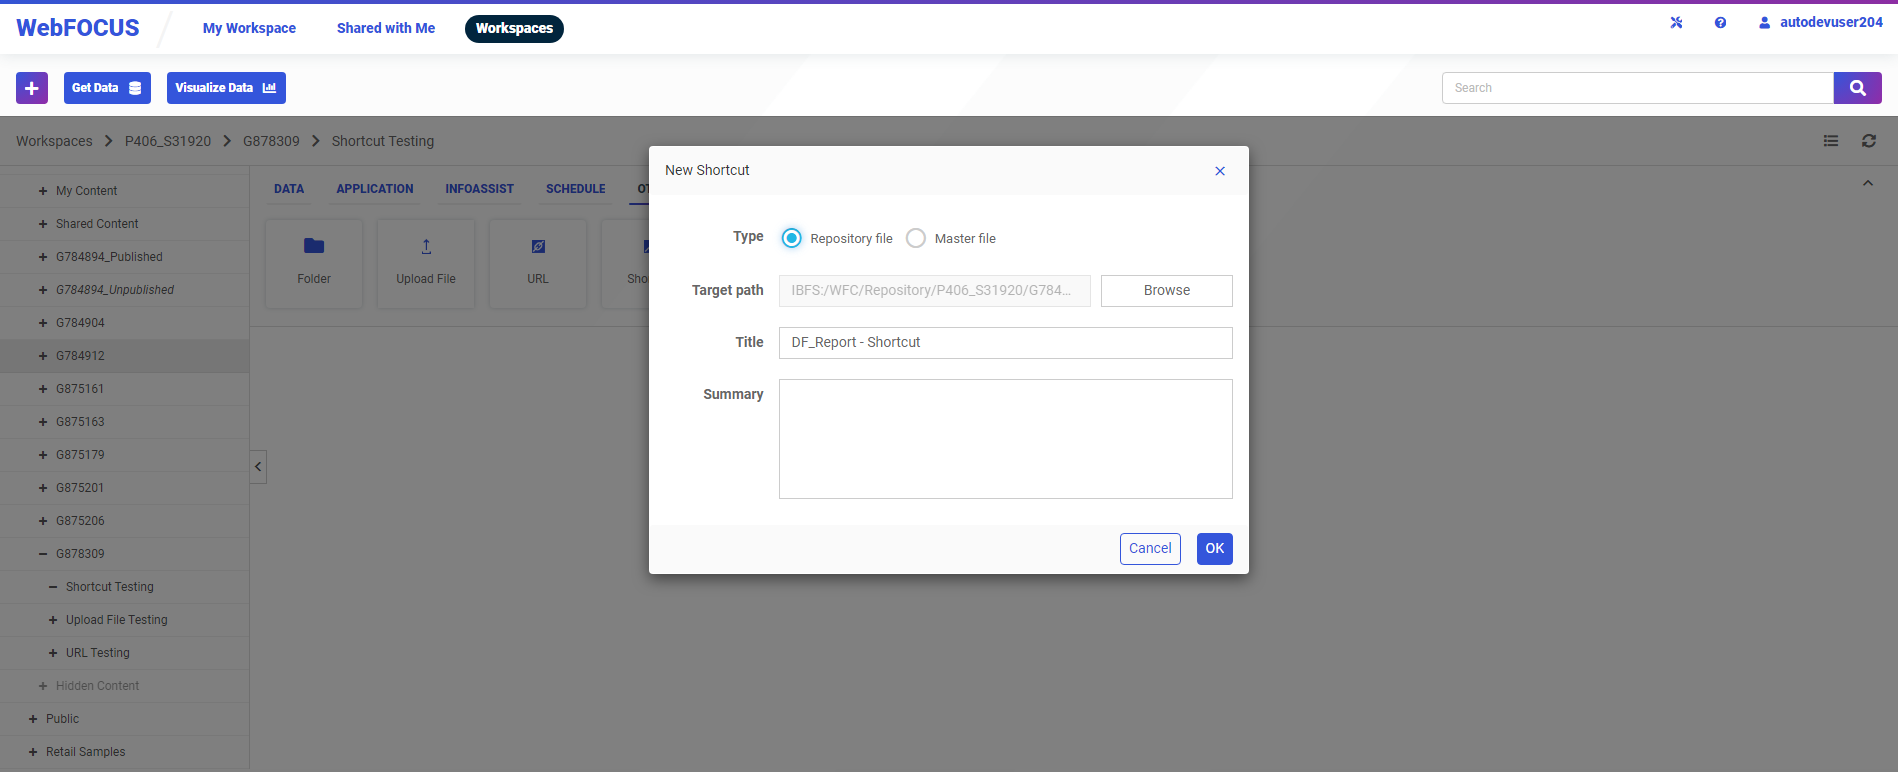 WebFOCUS
My Workspace
Shared with Me
Workspaces
autodevuser204
Get Data
Visualize Data
Search
Workspaces
P406_S31920
G878309
Shortcut Testing
My Content
Shared Content
G784894_Published
G784894_Unpublished
G784904
G784912
G875161
G875163
G875179
G875201
G875206
G878309
Shortcut Testing
Upload File Testing
URL Testing
Hidden Content
Public
Retail Samples
DATA
APPLICATION
INFOASSIST
SCHEDULE
Folder
Upload File
URL
New Shortcut
Type
Repository file
Master file
Target path
IBFS:/WFC/Repository/P406_S31920/G784...
Browse
Title
DF_Report - Shortcut
Summary
Cancel
OK